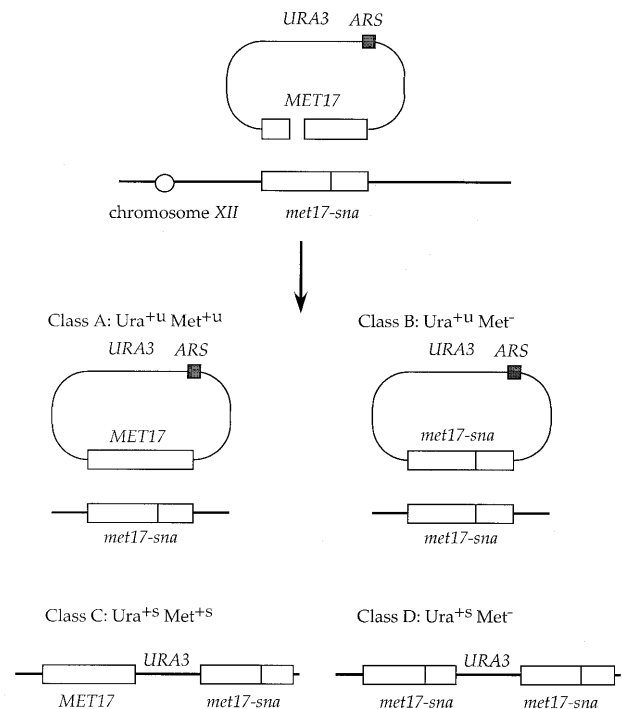 URA3 ARS
MET17
chromosome XII met17-sna
Class A: Ura+u Met+u Class B: Ura+u Met-
URA3 ARS URA3 ARS
MET17 met17-sna
met17-sna met17-sna
Class C: Ura+s Met+s Class D: Ura+s Met-
URA3 URA3
MET17 met17-sna met17-sna met17-sna